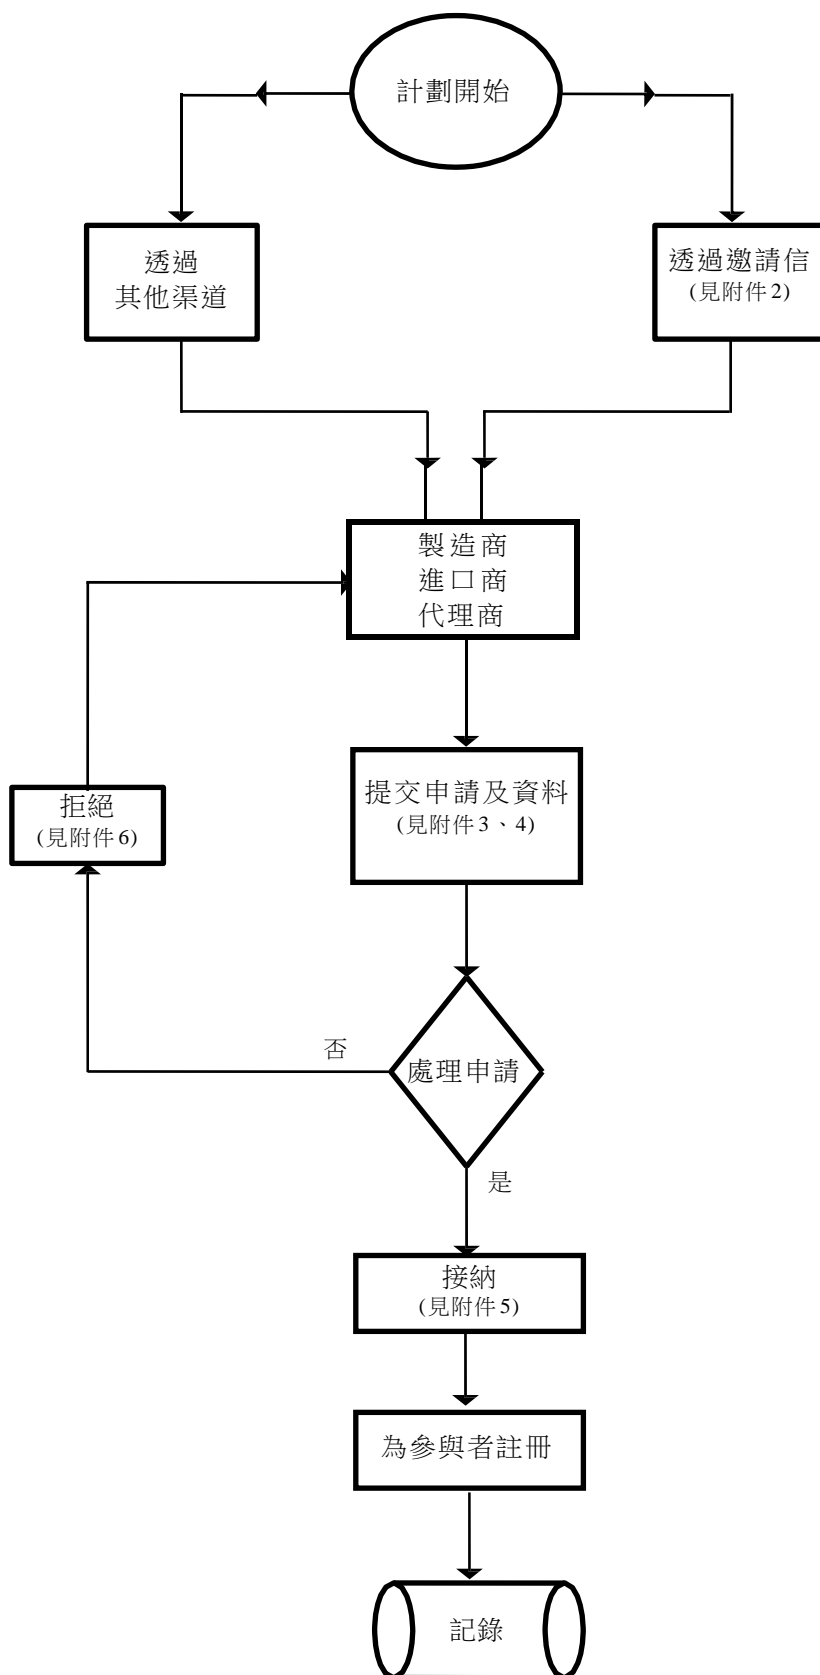 計劃開始
透過
其他渠道
透過邀請信
(見附件2)
製造商
進口商
代理商
提交申請及資料
(見附件3、4)
拒絕
(見附件6)
否
處理申請
是
接納
(見附件5)
為參與者註冊
記錄